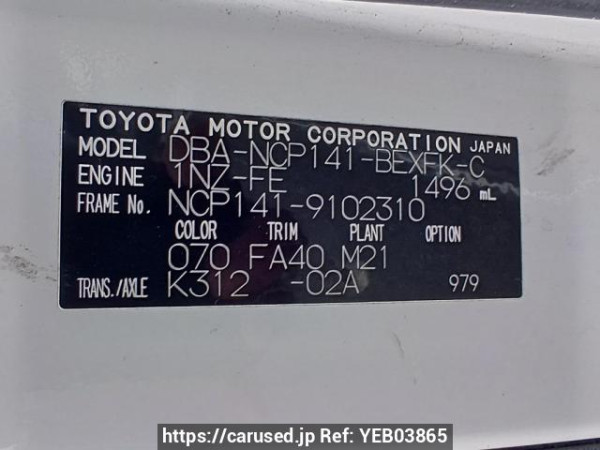 TOYOTA MOTOR CORPORATION JAPAN
MODEL DBA-NCP141-BEXFK-C
ENGINE 1NZ-FE 1496 mL
FRAME No. NCP141-9102310
COLOR TRIM PLANT OPTION
070 FA40 M21
TRANS./AXLE K312 -02A 979
https://carused.jp Ref: YEB03865